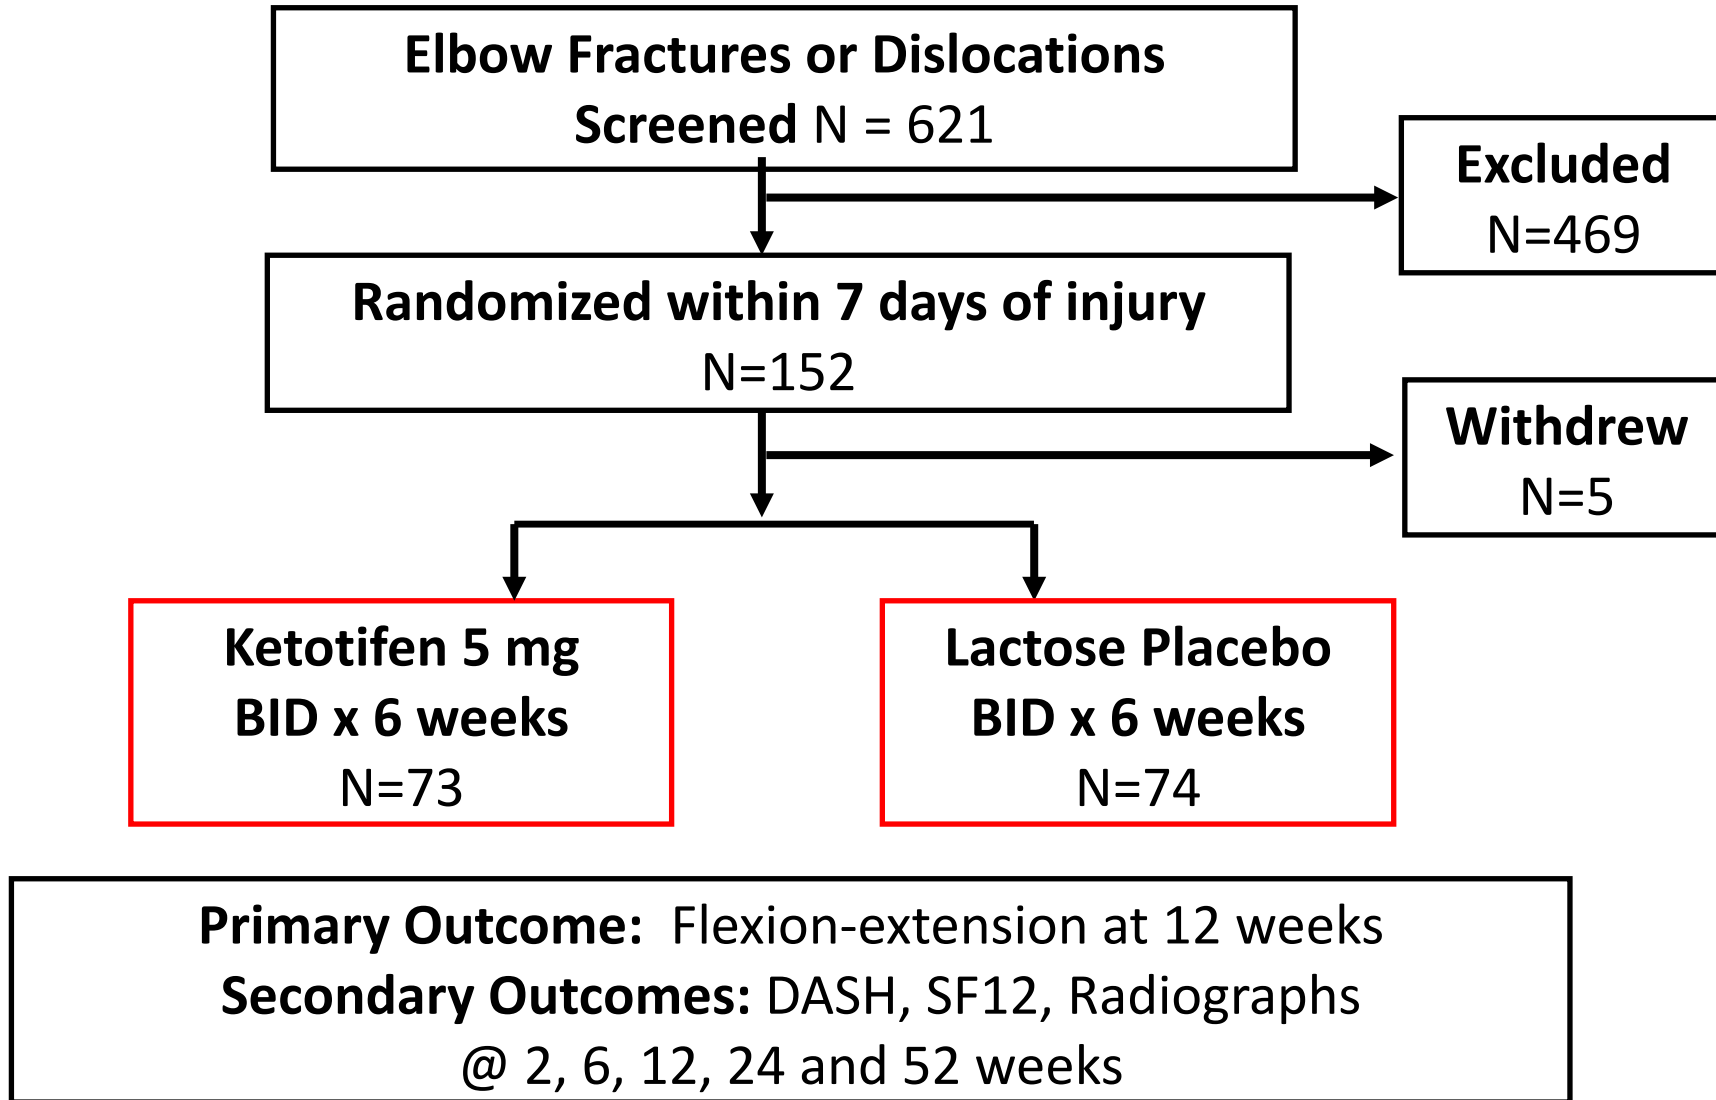 Elbow Fractures or Dislocations
Screened N = 621
Excluded
N=469
Randomized within 7 days of injury
N=152
Withdrew
N=5
Ketotifen 5 mg
BID x 6 weeks
N=73
Lactose Placebo
BID x 6 weeks
N=74
Primary Outcome: Flexion-extension at 12 weeks
Secondary Outcomes: DASH, SF12, Radiographs
@ 2, 6, 12, 24 and 52 weeks